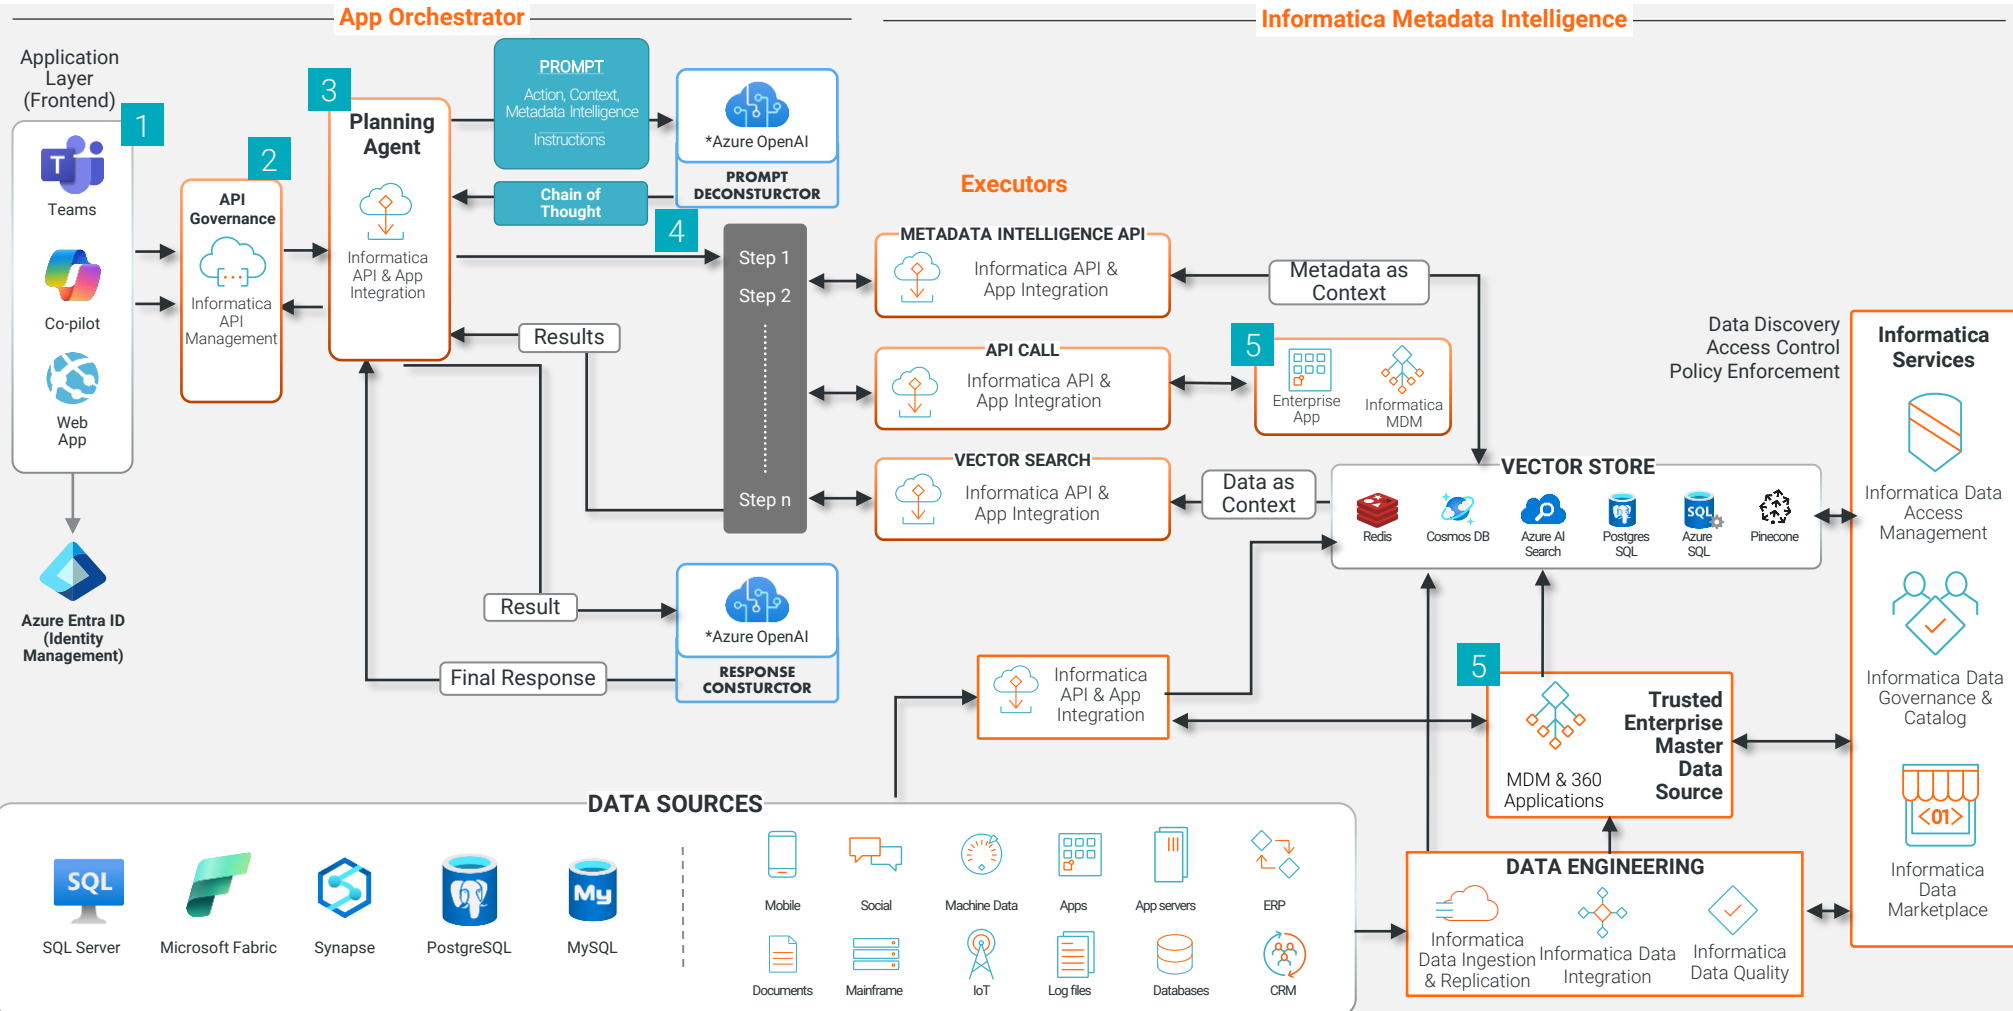 App Orchestrator
Informatica Metadata Intelligence
Application
Layer
(Frontend)
1
T
Teams
Co-pilot
Web
App
Azure Entra ID
(Identity
Management)
2
API
Governance
Informatica
API
Management
3
Planning
Agent
Informatica
API & App
Integration
PROMPT
Action, Context,
Metadata Intelligence
Instructions
*Azure OpenAI
PROMPT
DECONSTURCTOR
Chain of
Thought
4
Step 1
Step 2
Step n
Results
Result
Final Response
*Azure OpenAI
RESPONSE
CONSTURCTOR
Executors
METADATA INTELLIGENCE API
Informatica API &
App Integration
Metadata as
Context
API CALL
Informatica API &
App Integration
5
Enterprise
App
Informatica
MDM
VECTOR SEARCH
Informatica API &
App Integration
Data as
Context
VECTOR STORE
Redis
Cosmos DB
Azure AI
Search
Postgres
SQL
SQL
Azure
SQL
Pinecone
Data Discovery
Access Control
Policy Enforcement
Informatica
Services
Informatica Data
Access
Management
Informatica Data
Governance &
Catalog
<01>
Informatica
Data
Marketplace
Informatica
API & App
Integration
5
MDM & 360
Applications
Trusted
Enterprise
Master
Data
Source
DATA ENGINEERING
Informatica
Data Ingestion
& Replication
Informatica Data
Integration
Informatica
Data Quality
DATA SOURCES
SQL
SQL Server
Microsoft Fabric
Synapse
PostgreSQL
My
MySQL
Mobile
Social
Machine Data
Apps
App servers
ERP
Documents
Mainframe
IoT
Log files
Databases
CRM